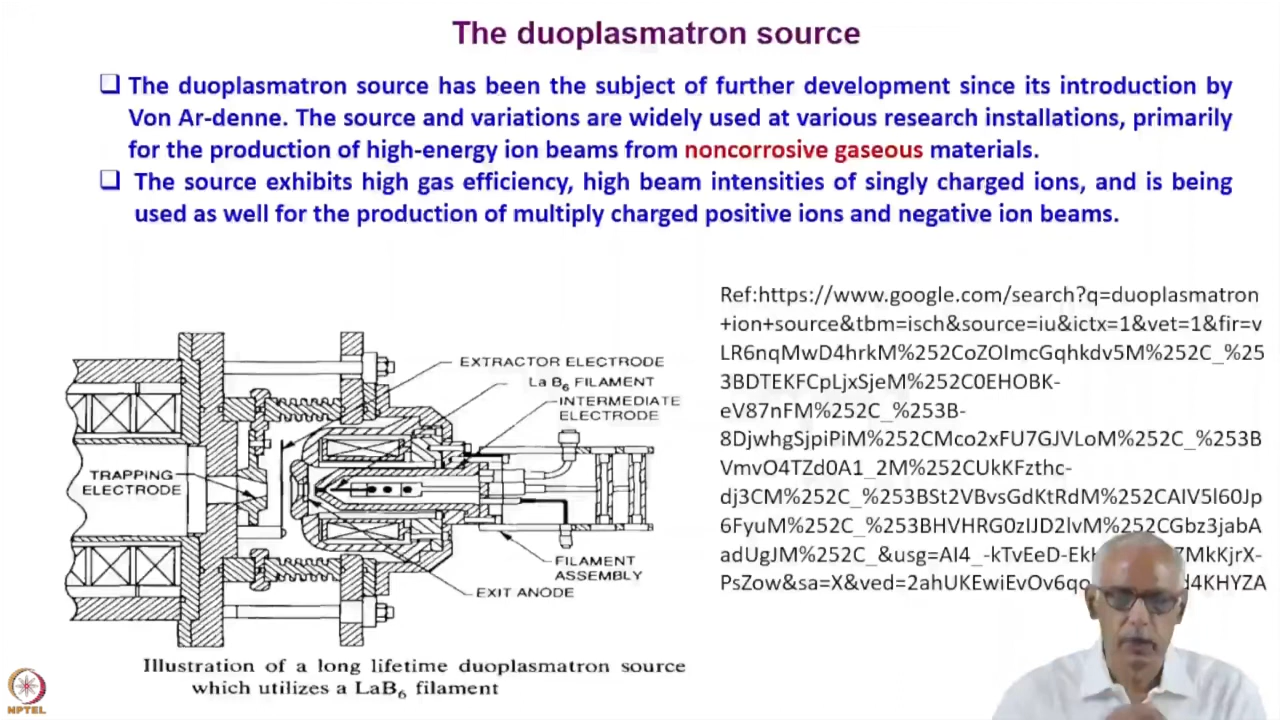 The duoplasmatron source
The duoplasmatron source has been the subject of further development since its introduction by
Von Ar-denne. The source and variations are widely used at various research installations, primarily
for the production of high-energy ion beams from noncorrosive gaseous materials.
The source exhibits high gas efficiency, high beam intensities of singly charged ions, and is being
used as well for the production of multiply charged positive ions and negative ion beams.
Ref:https://www.google.com/search?q=duoplasmatron
+ion+source&tbm=isch&source=iu&ictx=1&vet=1&fir=v
LR6nqMwD4hrkM%252CoZOImcGqhkdv5M%252C_%25
3BDTEKFCpLjxSjeM%252C0EHOBK-
eV87nFM%252C_%253B-
8DjwhgSjpiPiM%252CMco2xFU7GJVLoM%252C_%253B
VmvO4TZd0A1_2M%252CUkKFzthc-
dj3CM%252C_%253BSt2VBvsGdKtRdM%252CAIV5l60Jp
6FyuM%252C_%253BHVHRG0zIJD2lvM%252CGbz3jabA
adUgJM%252C_&usg=AI4_-kTvEeD-EkH
ZMkKjrX-
PsZow&sa=X&ved=2ahUKEwiEvOv6qo
d4KHYZA
EXTRACTOR ELECTRODE
La B6 FILAMENT
INTERMEDIATE
ELECTRODE
TRAPPING
ELECTRODE
FILAMENT
ASSEMBLY
EXIT ANODE
Illustration of a long lifetime duoplasmatron source
which utilizes a LaB6 filament
NPTEL